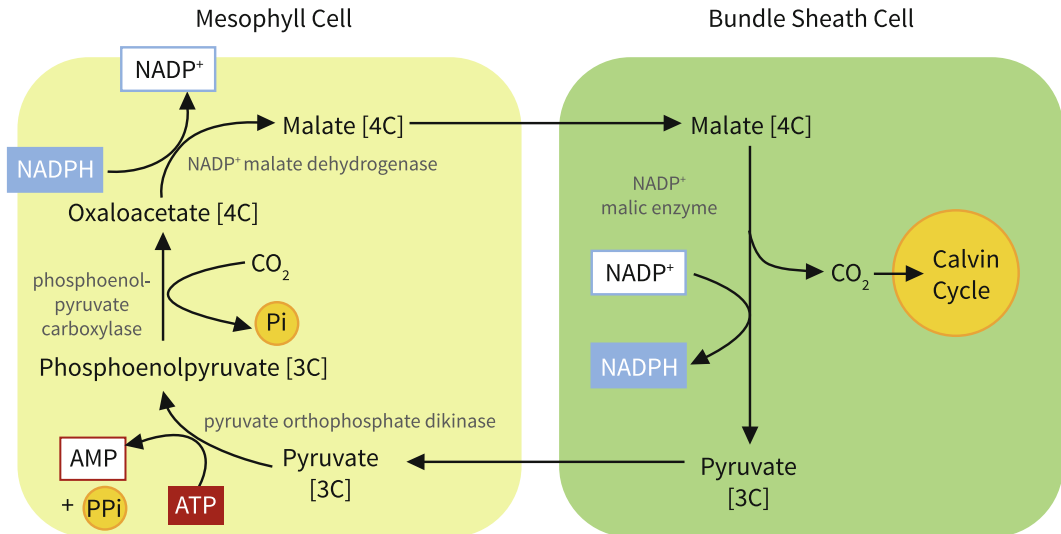 Mesophyll Cell
Bundle Sheath Cell
NADP⁺
Malate [4C]
NADPH
NADP⁺ malate dehydrogenase
Oxaloacetate [4C]
CO₂
phosphoenol-
pyruvate
carboxylase
Pi
Phosphoenolpyruvate [3C]
pyruvate orthophosphate dikinase
AMP
+ PPi
ATP
Pyruvate
[3C]
Malate [4C]
NADP⁺
malic enzyme
NADP⁺
CO₂
Calvin
Cycle
NADPH
Pyruvate
[3C]